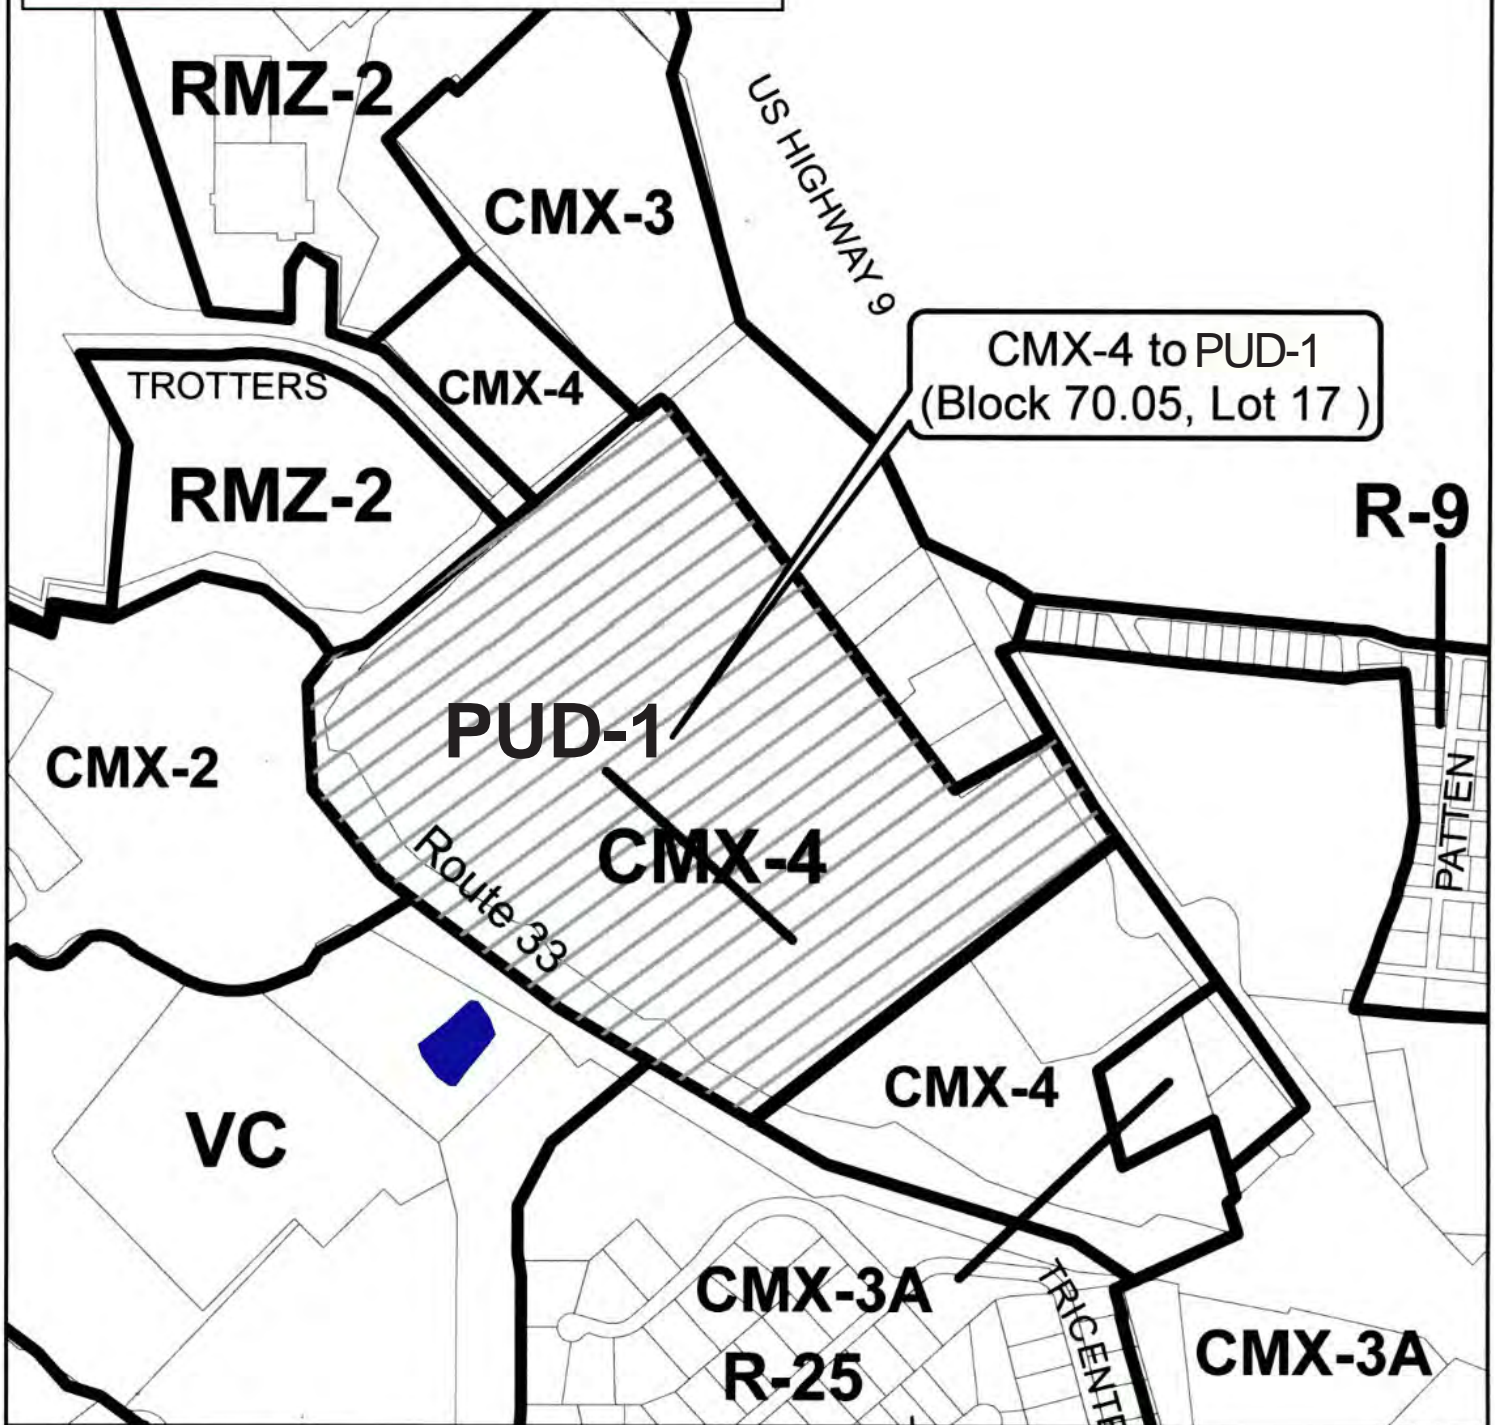 RMZ-2
CMX-3
US HIGHWAY 9
CMX-4 to PUD-1
(Block 70.05, Lot 17 )
TROTTERS
CMX-4
RMZ-2
R-9
PUD-1
CMX-2
PATTEN
CMX-4
Route 33
CMX-4
VC
CMX-3A
TRICENTE
R-25
CMX-3A